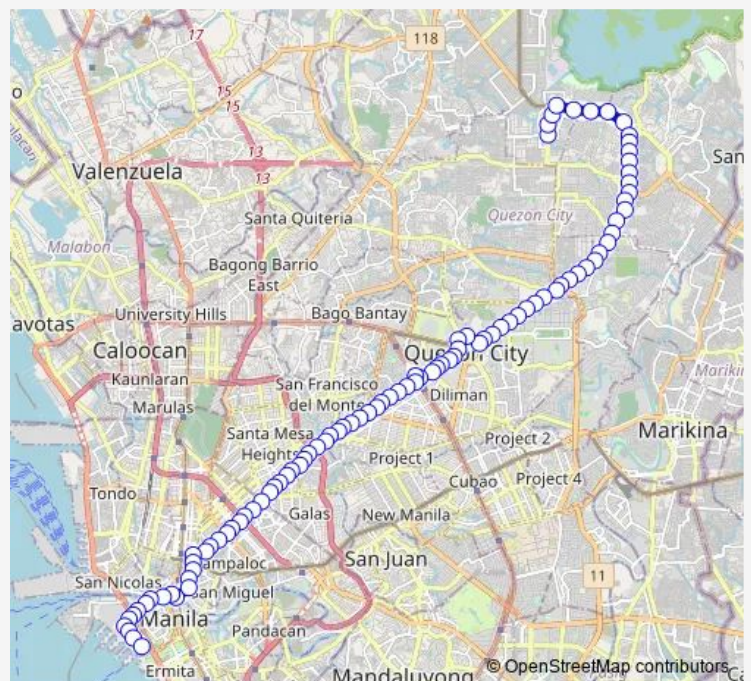 17
118
15
15
13
13
Valenzuela
San
Santa Quiteria
Quezon City
Malabon
Bagong Barrio
East
University Hills
Bago Bantay
avotas
Caloocan
Quezon City
Kaunlaran
San Francisco
del Monte
Diliman
Marulas
Santa Mesa
Heights
Project 2
Marikina
Project 1
Cubao
Project 4
Tondo
Galas
New Manila
Sampaloc
San Juan
San Nicolas
San Miguel
11
Manila
Pandacan
Ermita
Mandaluyong
© OpenStreetMap contributors